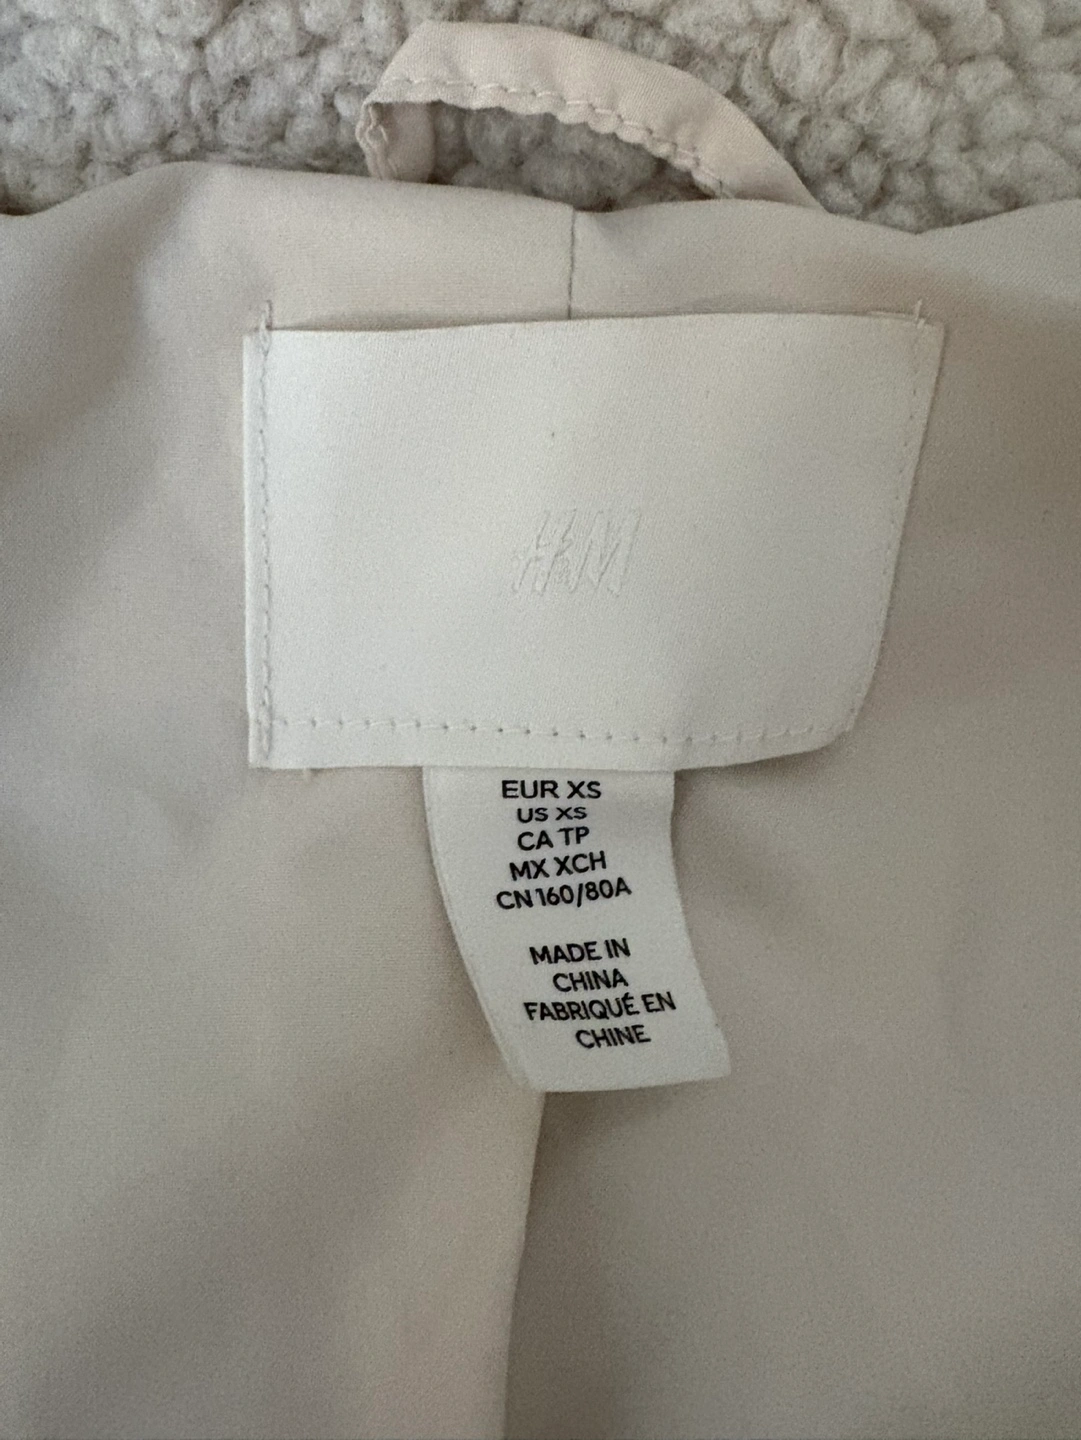 H&M
EUR XS
US XS
CA TP
MX XCH
CN 160/80A
MADE IN
CHINA
FABRIQUÉ EN
CHINE